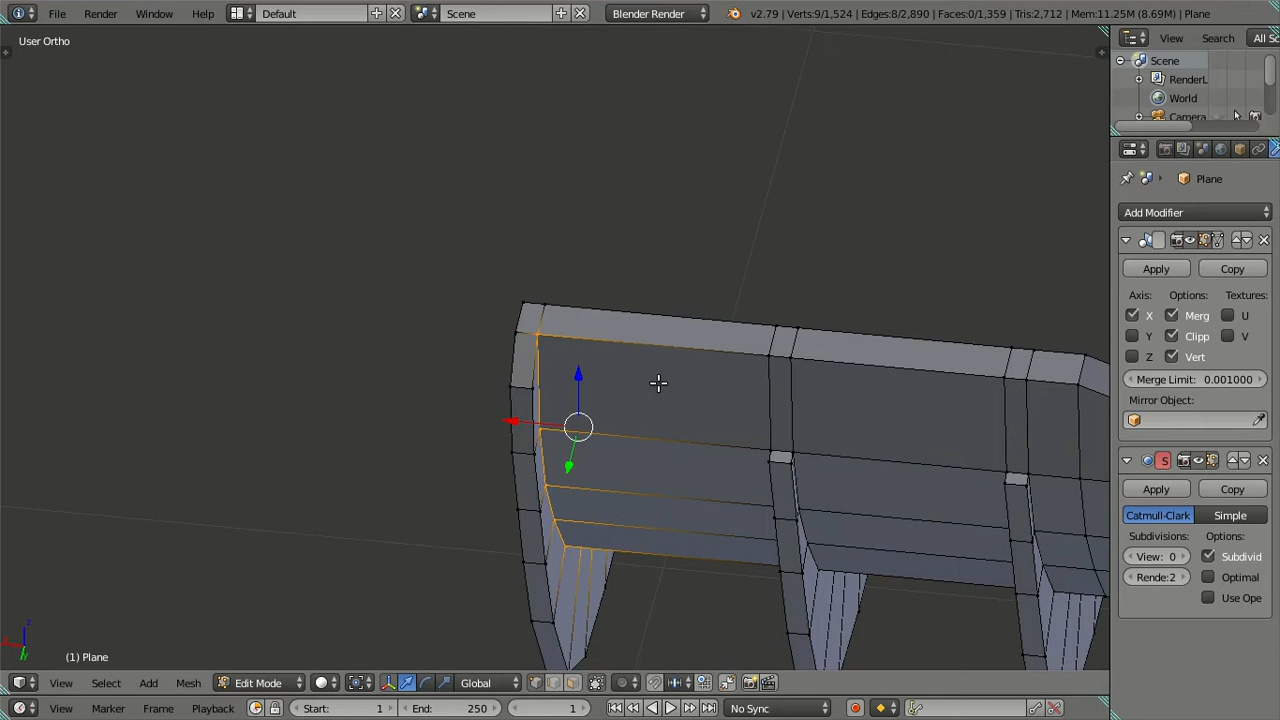 File Render Window Help Default Scene Blender Render v2.79 | Verts:9/1,524 | Edges:8/2,890 | Faces:0/1,359 | Tris:2,712 | Mem:11.25M (8.69M) | Plane
User Ortho
View Search All Sc
Scene
RenderL
World
Camera
Plane
Add Modifier
Apply Copy
Axis: Options: Textures:
X Merg U
Y Clipp V
Z Vert
Merge Limit: 0.001000
Mirror Object:
S
Apply Copy
Catmull-Clark Simple
Subdivisions: Options:
View: 0 Subdivid
Rende:2 Optimal
Use Ope
z
y
(1) Plane
View Select Add Mesh Edit Mode Global
View Marker Frame Playback Start: 1 End: 250 1 No Sync